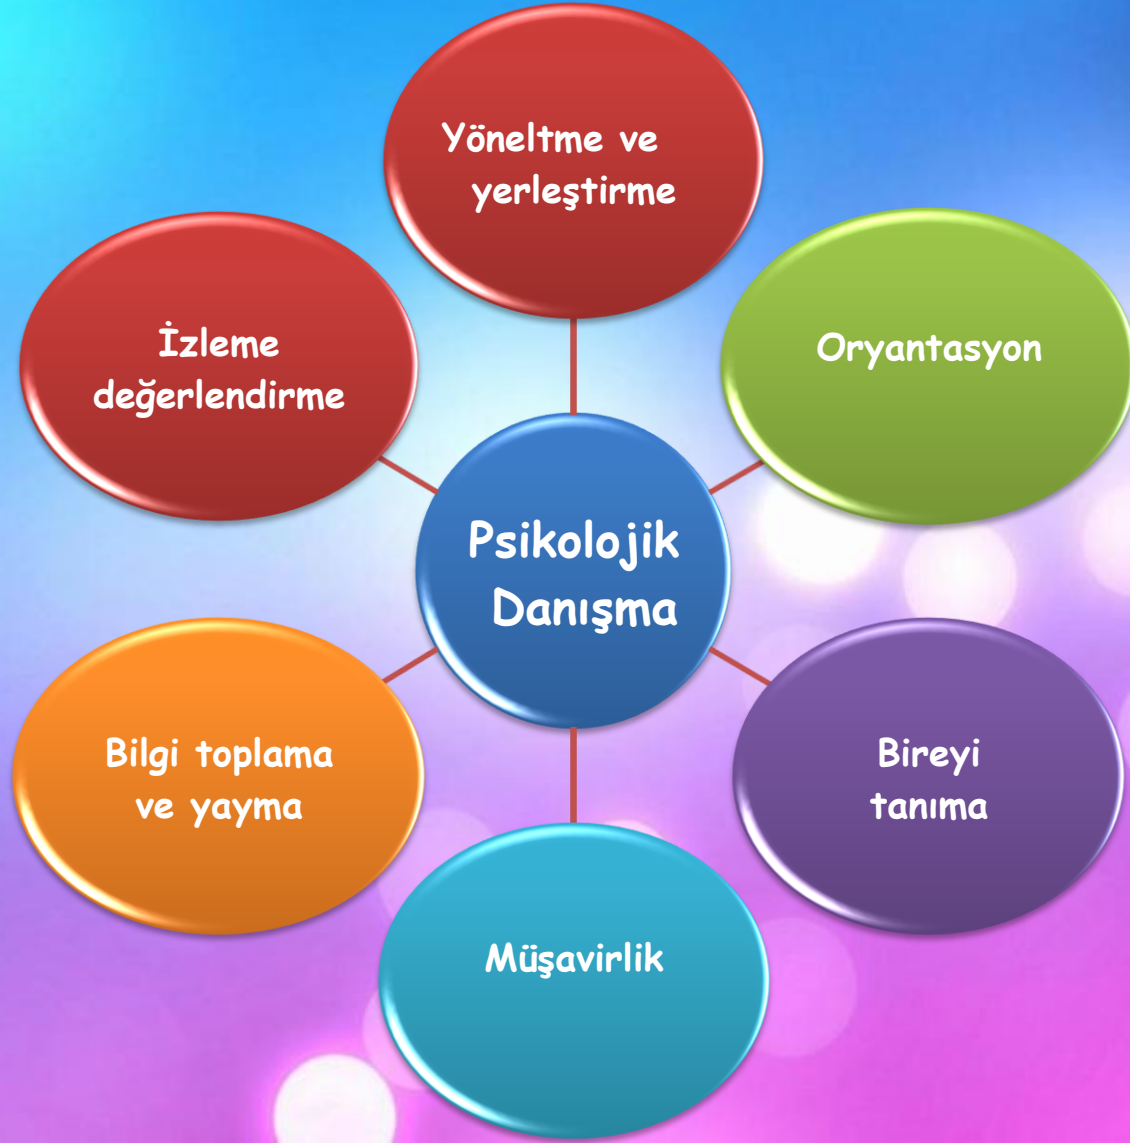 Yöneltme ve
yerleştirme
İzleme
değerlendirme
Oryantasyon
Psikolojik
Danışma
Bilgi toplama
ve yayma
Bireyi
tanıma
Müşavirlik